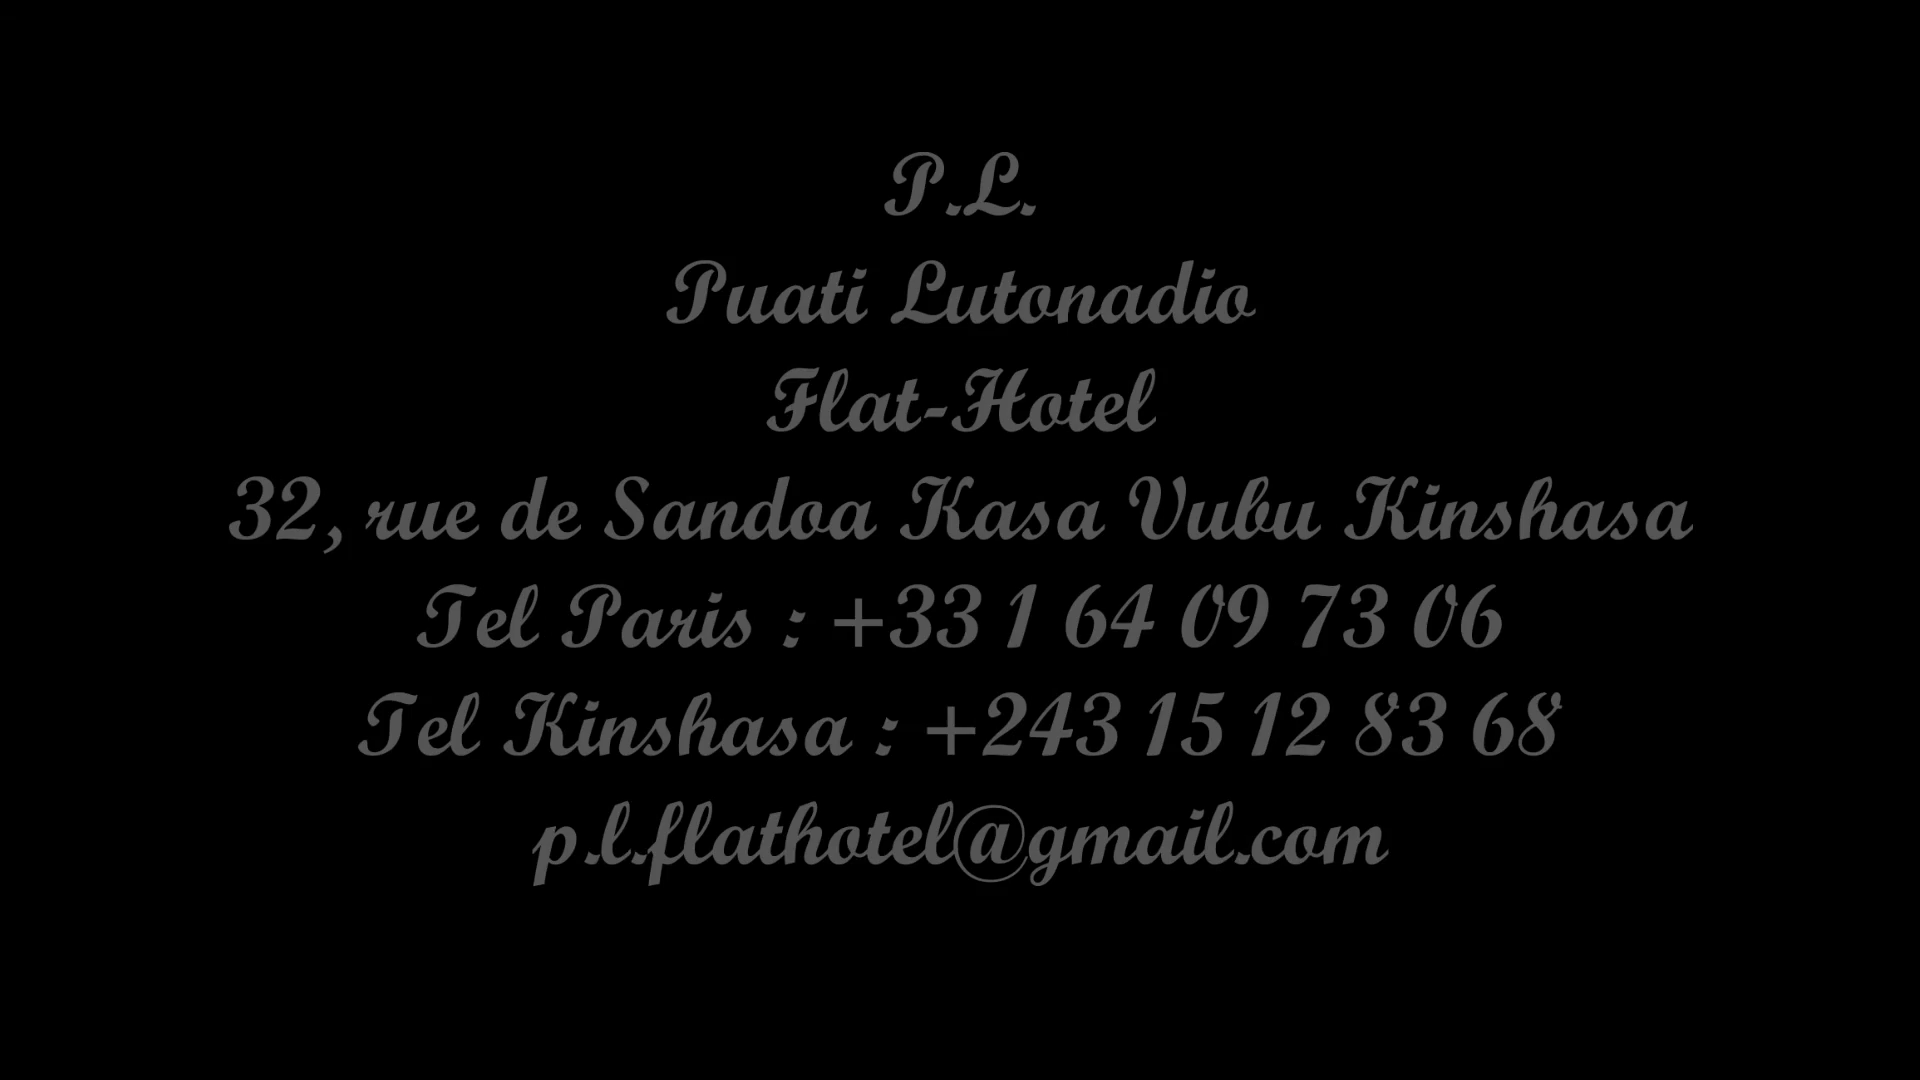 P.L.
Puati Lutonadio
Flat-Hotel
32, rue de Sandoa Kasa Vubu Kinshasa
Tel Paris : +33 1 64 09 73 06
Tel Kinshasa : +243 15 12 83 68
p.l.flathotel@gmail.com